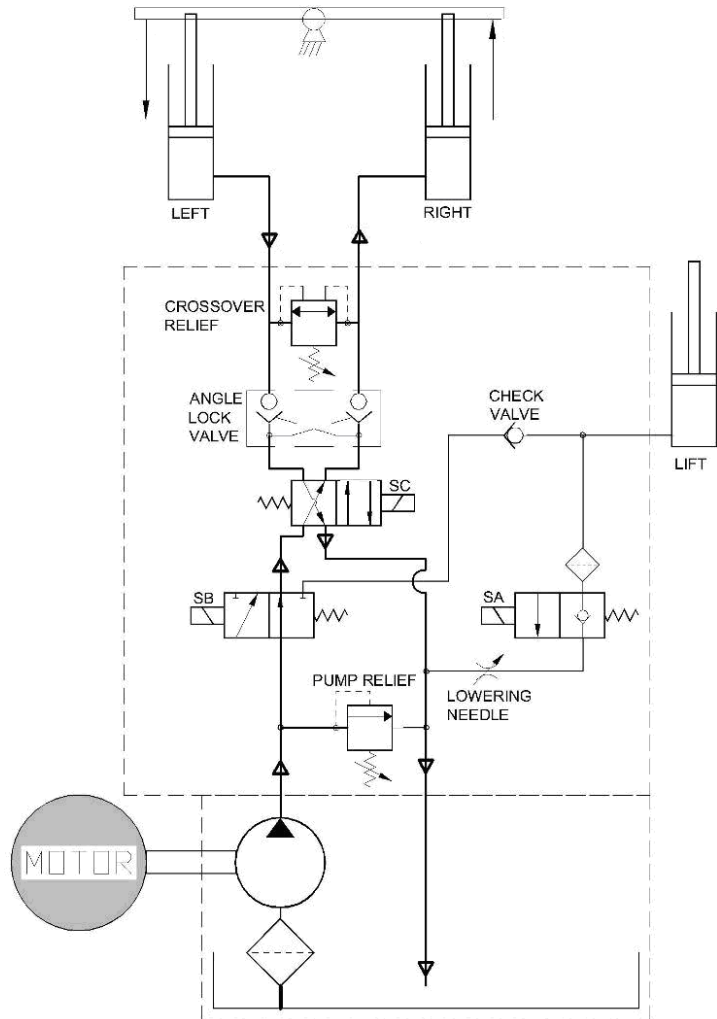 LEFT
RIGHT
CROSSOVER
RELIEF
ANGLE
LOCK
VALVE
CHECK
VALVE
LIFT
SC
SB
SA
PUMP RELIEF
LOWERING
NEEDLE
MOTOR